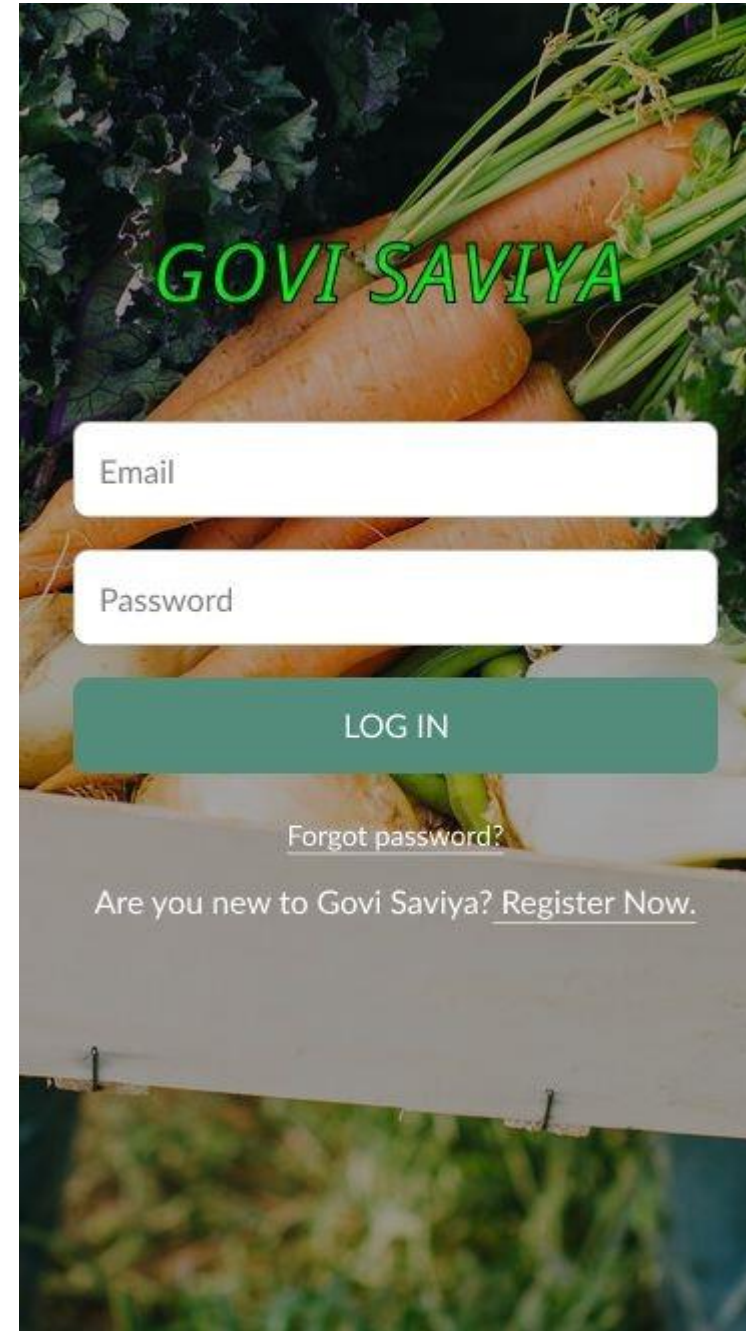 GOVI SAVIYA
Email
Password
LOG IN
Forgot password?
Are you new to Govi Saviya? Register Now.